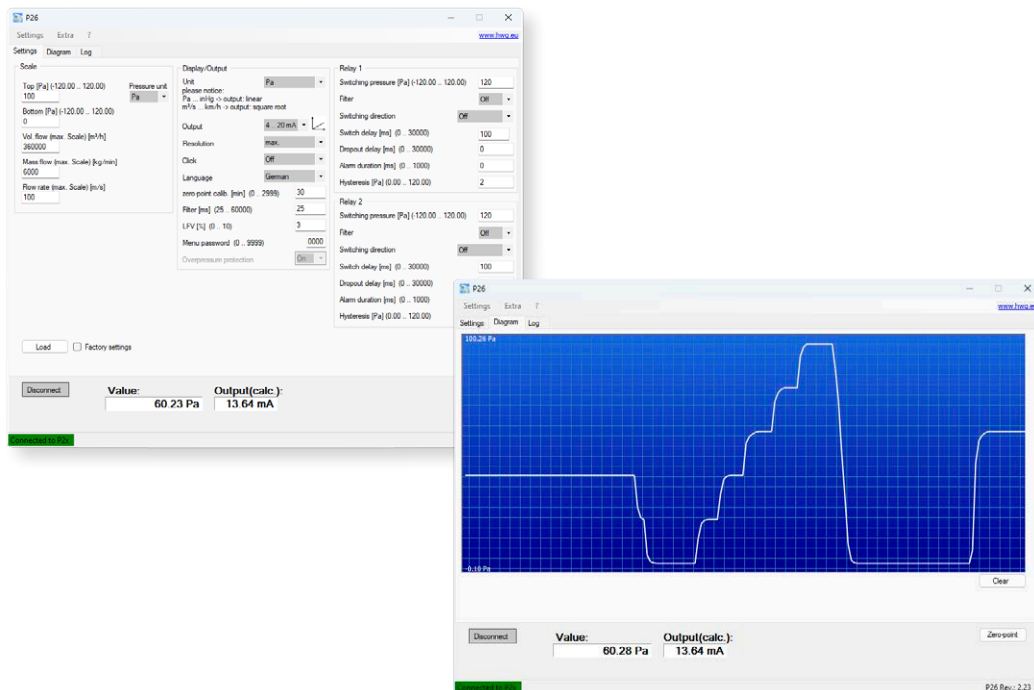 P26
Settings Extra ?
www.hwg.eu
Settings Diagram Log
Scale
Top [Pa] (-120.00 .. 120.00) Pressure unit
100 Pa
Bottom [Pa] (-120.00 .. 120.00)
0
Vol. flow (max. Scale) [m³/h]
360000
Mass flow (max. Scale) [kg/min]
6000
Flow rate (max. Scale) [m/s]
100
Display/Output
Unit Pa
please notice:
Pa ... inHg -> output: linear
m³/s ... km/h -> output: square root
Output 4 .. 20 mA
Resolution max.
Click Off
Language German
zero-point calib. [min] (0 .. 2999) 30
Filter [ms] (25 .. 60000) 25
LFV [%] (0 .. 10) 3
Menu password (0 .. 9999) 0000
Overpressure protection On
Relay 1
Switching pressure [Pa] (-120.00 .. 120.00) 120
Filter Off
Switching direction Off
Switch delay [ms] (0 .. 30000) 100
Dropout delay [ms] (0 .. 30000) 0
Alarm duration [ms] (0 .. 1000) 0
Hysteresis [Pa] (0.00 .. 120.00) 2
Relay 2
Switching pressure [Pa] (-120.00 .. 120.00) 120
Filter Off
Switching direction Off
Switch delay [ms] (0 .. 30000) 100
Dropout delay [ms] (0 .. 30000)
Alarm duration [ms] (0 .. 1000)
Hysteresis [Pa] (0.00 .. 120.00)
Load Factory settings
Disconnect
Value: Output(calc.):
60.23 Pa 13.64 mA
Connected to P2x
P26
Settings Extra ?
www.hwg.e
Settings Diagram Log
100.26 Pa
-0.10 Pa
Clear
Disconnect
Value: Output(calc.):
60.28 Pa 13.64 mA
Zero-point
Connected to P2x
P26 Rev.: 2.23